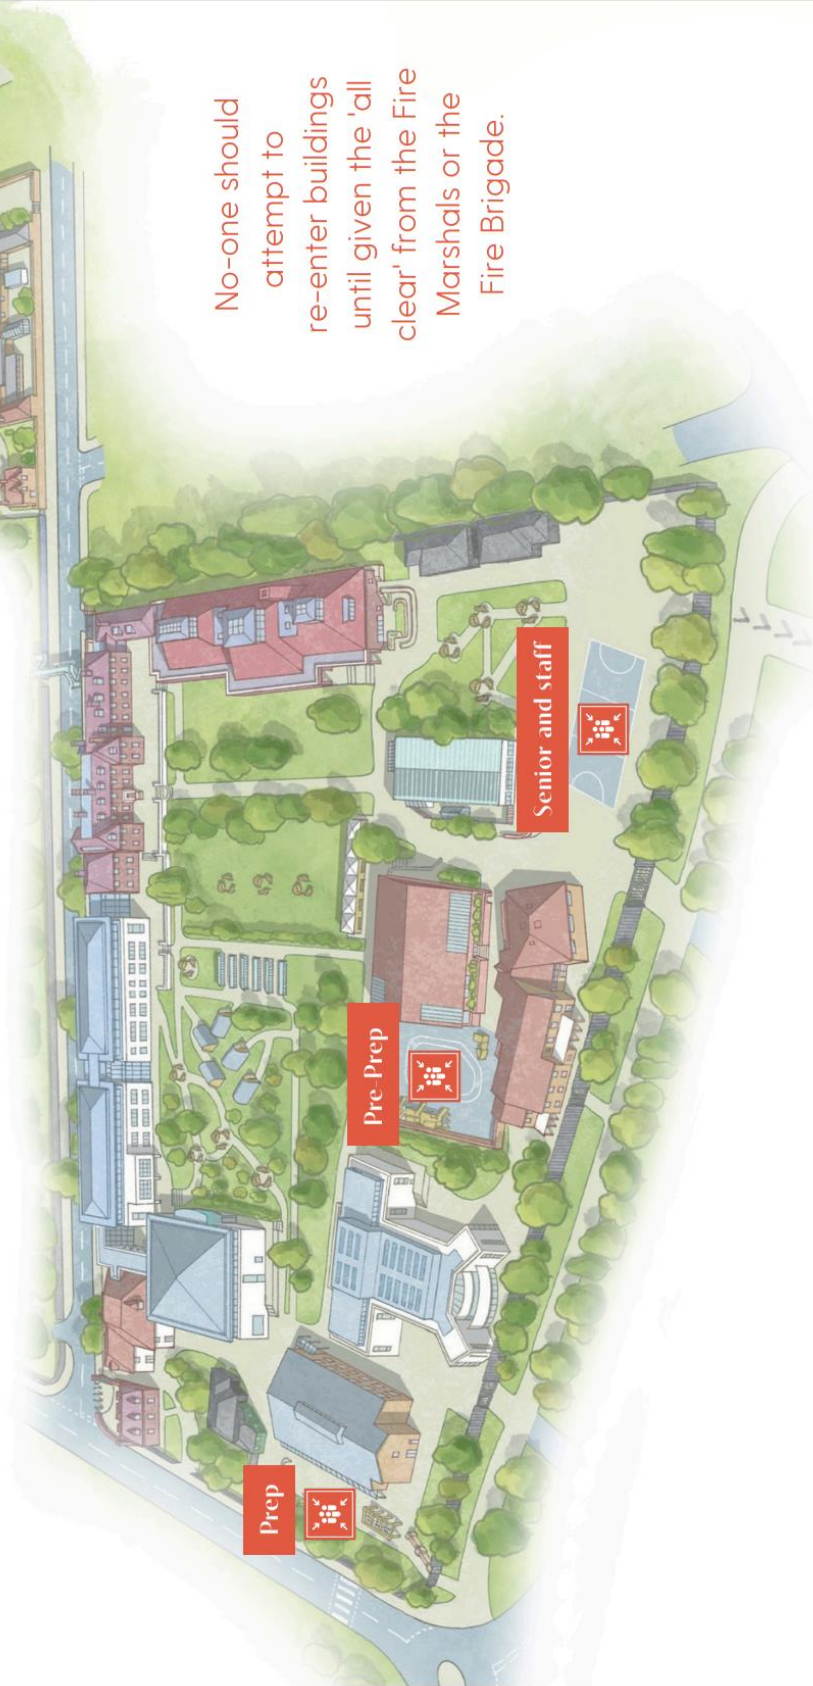 No-one should
attempt to
re-enter buildings
until given the 'all
clear' from the Fire
Marshals or the
Fire Brigade.
Prep
Pre-Prep
Senior and staff